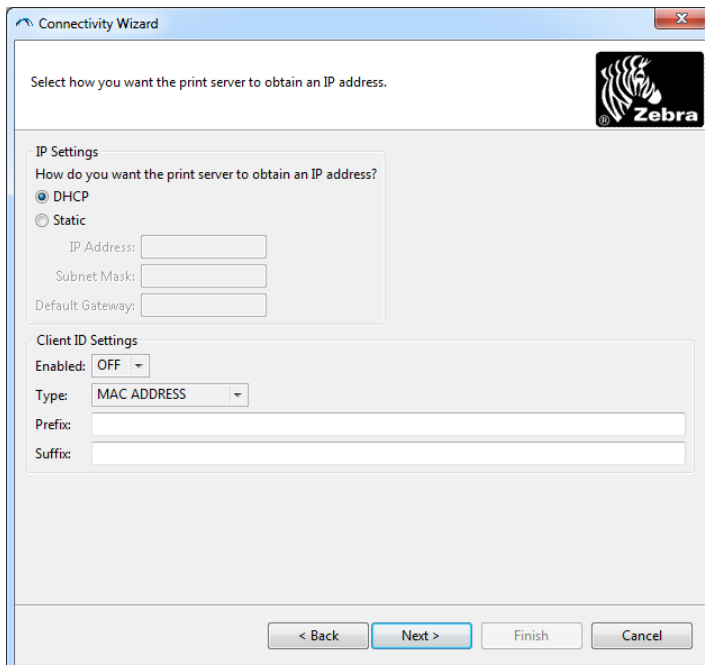 Connectivity Wizard
Select how you want the print server to obtain an IP address.
® Zebra
IP Settings
How do you want the print server to obtain an IP address?
DHCP
Static
IP Address:
Subnet Mask:
Default Gateway:
Client ID Settings
Enabled: OFF
Type: MAC ADDRESS
Prefix:
Suffix:
< Back Next > Finish Cancel